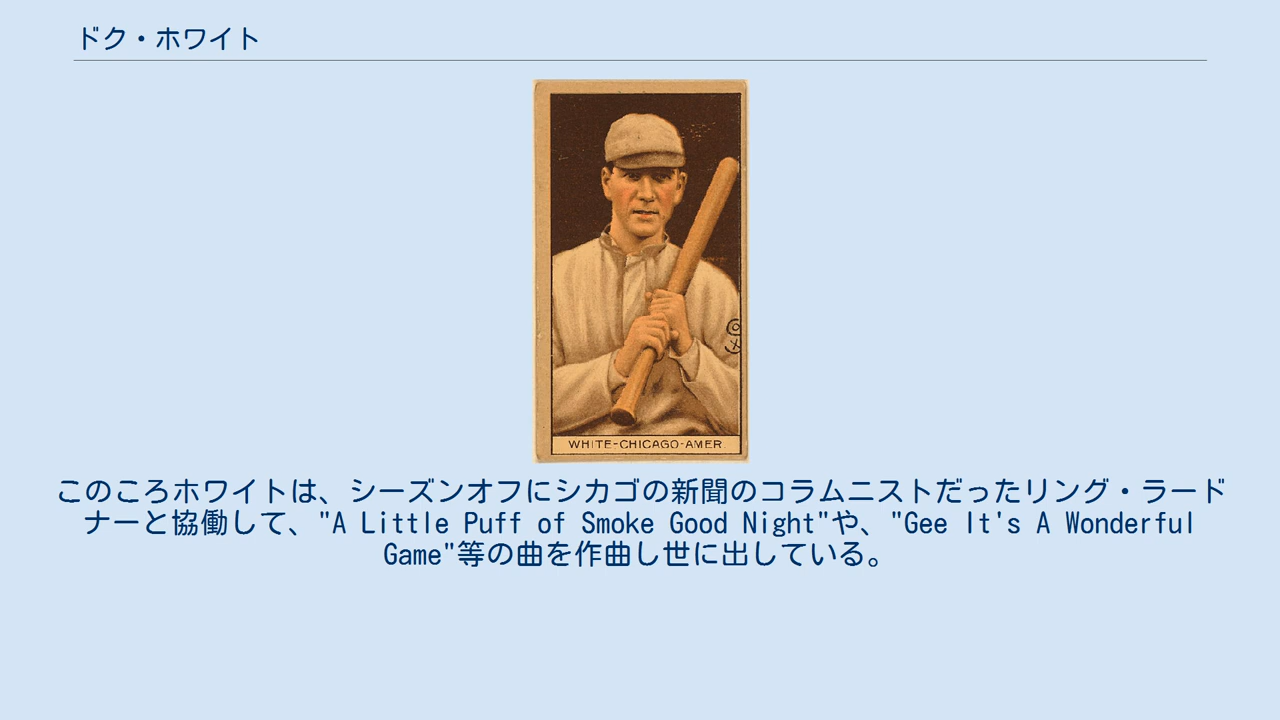 ドク・ホワイト
WHITE-CHICAGO-AMER.
このころホワイトは、シーズンオフにシカゴの新聞のコラムニストだったリング・ラード
ナーと協働して、"A Little Puff of Smoke Good Night"や、"Gee It's A Wonderful
Game"等の曲を作曲し世に出している。